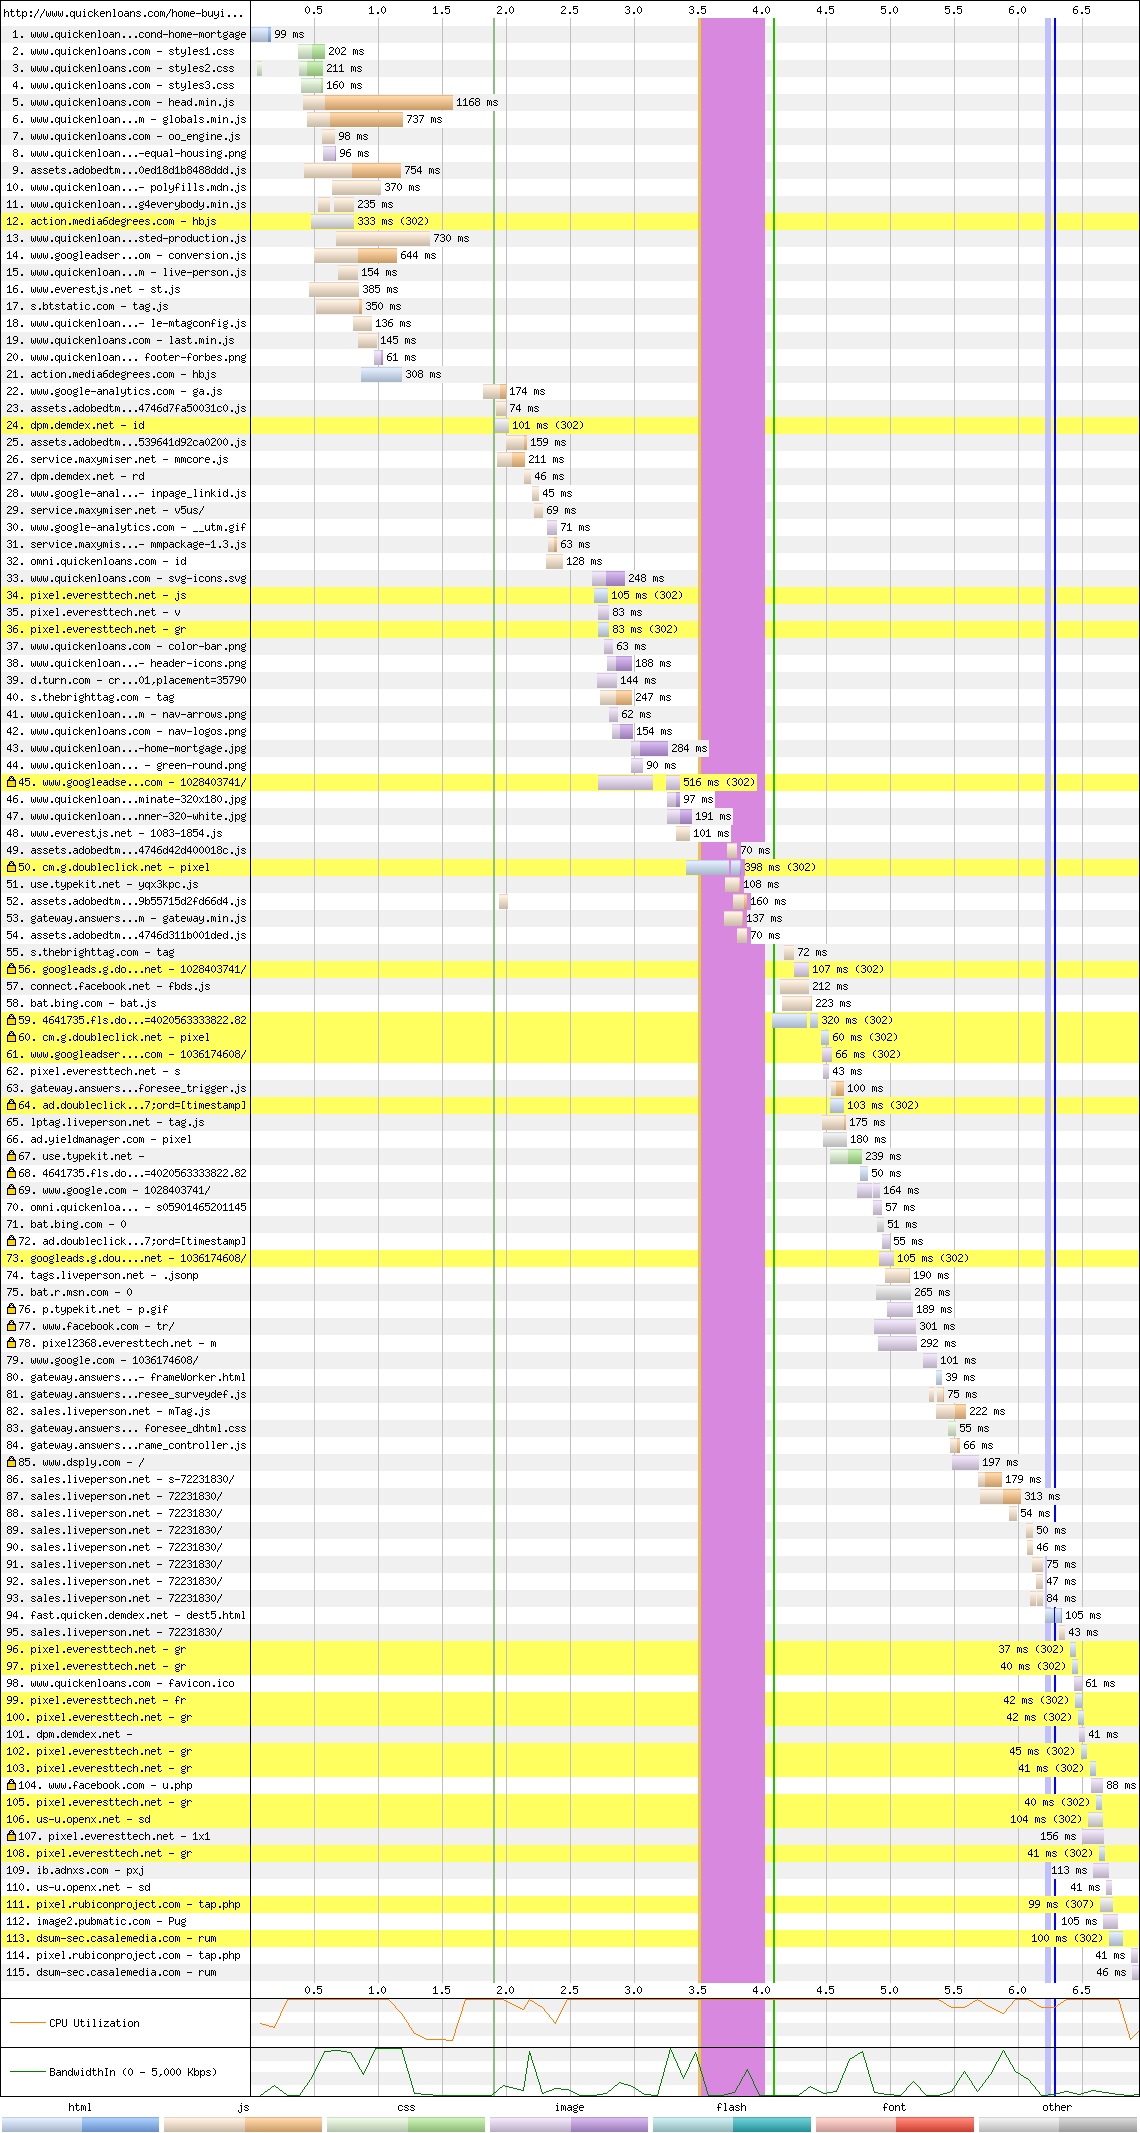 http://www.quickenloans.com/home-buyi... 0.5 1.0 1.5 2.0 2.5 3.0 3.5 4.0 4.5 5.0 5.5 6.0 6.5
1. www.quickenloan...cond-home-mortgage 99 ms
2. www.quickenloans.com - styles1.css 202 ms
3. www.quickenloans.com - styles2.css 211 ms
4. www.quickenloans.com - styles3.css 160 ms
5. www.quickenloans.com - head.min.js 1168 ms
6. www.quickenloan...m - globals.min.js 737 ms
7. www.quickenloans.com - oo_engine.js 98 ms
8. www.quickenloan...-equal-housing.png 96 ms
9. assets.adobedtm...0ed18d1b8488ddd.js 754 ms
10. www.quickenloan...- polyfills.mdn.js 370 ms
11. www.quickenloan...g4everybody.min.js 235 ms
12. action.media6degrees.com - hbjs 333 ms (302)
13. www.quickenloan...sted-production.js 730 ms
14. www.googleadser...om - conversion.js 644 ms
15. www.quickenloan...m - live-person.js 154 ms
16. www.everestjs.net - st.js 385 ms
17. s.btstatic.com - tag.js 350 ms
18. www.quickenloan...- le-mtagconfig.js 136 ms
19. www.quickenloans.com - last.min.js 145 ms
20. www.quickenloan... footer-forbes.png 61 ms
21. action.media6degrees.com - hbjs 308 ms
22. www.google-analytics.com - ga.js 174 ms
23. assets.adobedtm...4746d7fa50031c0.js 74 ms
24. dpm.demdex.net - id 101 ms (302)
25. assets.adobedtm...539641d92ca0200.js 159 ms
26. service.maxymiser.net - mmcore.js 211 ms
27. dpm.demdex.net - rd 46 ms
28. www.google-anal...- inpage_linkid.js 45 ms
29. service.maxymiser.net - v5us/ 69 ms
30. www.google-analytics.com - __utm.gif 71 ms
31. service.maxymis...- mmpackage-1.3.js 63 ms
32. omni.quickenloans.com - id 128 ms
33. www.quickenloans.com - svg-icons.svg 248 ms
34. pixel.everesttech.net - js 105 ms (302)
35. pixel.everesttech.net - v 83 ms
36. pixel.everesttech.net - gr 83 ms (302)
37. www.quickenloans.com - color-bar.png 63 ms
38. www.quickenloan...- header-icons.png 188 ms
39. d.turn.com - cr...01,placement=35790 144 ms
40. s.thebrighttag.com - tag 247 ms
41. www.quickenloan...m - nav-arrows.png 62 ms
42. www.quickenloans.com - nav-logos.png 154 ms
43. www.quickenloan...-home-mortgage.jpg 284 ms
44. www.quickenloan... - green-round.png 90 ms
45. www.googleadse...com - 1028403741/ 516 ms (302)
46. www.quickenloan...minate-320x180.jpg 97 ms
47. www.quickenloan...nner-320-white.jpg 191 ms
48. www.everestjs.net - 1083-1854.js 101 ms
49. assets.adobedtm...4746d42d400018c.js 70 ms
50. cm.g.doubleclick.net - pixel 398 ms (302)
51. use.typekit.net - yqx3kpc.js 108 ms
52. assets.adobedtm...9b55715d2fd66d4.js 160 ms
53. gateway.answers...m - gateway.min.js 137 ms
54. assets.adobedtm...4746d311b001ded.js 70 ms
55. s.thebrighttag.com - tag 72 ms
56. googleads.g.do...net - 1028403741/ 107 ms (302)
57. connect.facebook.net - fbds.js 212 ms
58. bat.bing.com - bat.js 223 ms
59. 4641735.fls.do...=4020563333822.82 320 ms (302)
60. cm.g.doubleclick.net - pixel 60 ms (302)
61. www.googleadser....com - 1036174608/ 66 ms (302)
62. pixel.everesttech.net - s 43 ms
63. gateway.answers...foresee_trigger.js 100 ms
64. ad.doubleclick...7;ord=[timestamp] 103 ms (302)
65. lptag.liveperson.net - tag.js 175 ms
66. ad.yieldmanager.com - pixel 180 ms
67. use.typekit.net - 239 ms
68. 4641735.fls.do...=4020563333822.82 50 ms
69. www.google.com - 1028403741/ 164 ms
70. omni.quickenloa... - s05901465201145 57 ms
71. bat.bing.com - 0 51 ms
72. ad.doubleclick...7;ord=[timestamp] 55 ms
73. googleads.g.dou....net - 1036174608/ 105 ms (302)
74. tags.liveperson.net - .jsonp 190 ms
75. bat.r.msn.com - 0 265 ms
76. p.typekit.net - p.gif 189 ms
77. www.facebook.com - tr/ 301 ms
78. pixel2368.everesttech.net - m 292 ms
79. www.google.com - 1036174608/ 101 ms
80. gateway.answers...- frameWorker.html 39 ms
81. gateway.answers...resee_surveydef.js 75 ms
82. sales.liveperson.net - mTag.js 222 ms
83. gateway.answers... foresee_dhtml.css 55 ms
84. gateway.answers...rame_controller.js 66 ms
85. www.dsply.com - / 197 ms
86. sales.liveperson.net - s-72231830/ 179 ms
87. sales.liveperson.net - 72231830/ 313 ms
88. sales.liveperson.net - 72231830/ 54 ms
89. sales.liveperson.net - 72231830/ 50 ms
90. sales.liveperson.net - 72231830/ 46 ms
91. sales.liveperson.net - 72231830/ 75 ms
92. sales.liveperson.net - 72231830/ 47 ms
93. sales.liveperson.net - 72231830/ 84 ms
94. fast.quicken.demdex.net - dest5.html 105 ms
95. sales.liveperson.net - 72231830/ 43 ms
96. pixel.everesttech.net - gr 37 ms (302)
97. pixel.everesttech.net - gr 40 ms (302)
98. www.quickenloans.com - favicon.ico 61 ms
99. pixel.everesttech.net - fr 42 ms (302)
100. pixel.everesttech.net - gr 42 ms (302)
101. dpm.demdex.net - 41 ms
102. pixel.everesttech.net - gr 45 ms (302)
103. pixel.everesttech.net - gr 41 ms (302)
104. www.facebook.com - u.php 88 ms
105. pixel.everesttech.net - gr 40 ms (302)
106. us-u.openx.net - sd 104 ms (302)
107. pixel.everesttech.net - 1x1 156 ms
108. pixel.everesttech.net - gr 41 ms (302)
109. ib.adnxs.com - pxj 113 ms
110. us-u.openx.net - sd 41 ms
111. pixel.rubiconproject.com - tap.php 99 ms (307)
112. image2.pubmatic.com - Pug 105 ms
113. dsum-sec.casalemedia.com - rum 100 ms (302)
114. pixel.rubiconproject.com - tap.php 41 ms
115. dsum-sec.casalemedia.com - rum 46 ms
0.5 1.0 1.5 2.0 2.5 3.0 3.5 4.0 4.5 5.0 5.5 6.0 6.5
CPU Utilization
BandwidthIn (0 - 5,000 Kbps)
html js css image flash font other